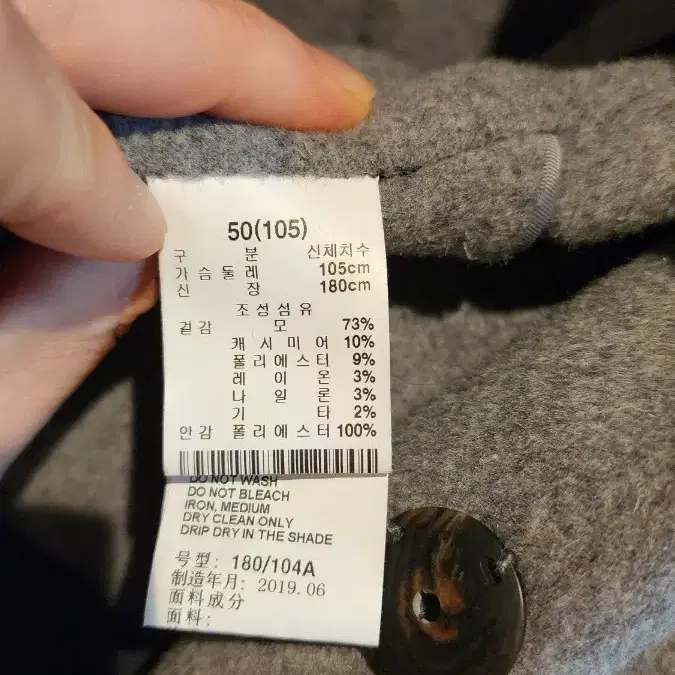 50(105)
구 분 신체치수
가슴둘레 105cm
신 장 180cm
조성섬유
겉감 모 73%
캐시미어 10%
폴리에스터 9%
레이온 3%
나일론 3%
기 타 2%
안감 폴리에스터 100%
DO NOT WASH
DO NOT BLEACH
IRON, MEDIUM
DRY CLEAN ONLY
DRIP DRY IN THE SHADE
号型: 180/104A
制造年月: 2019.06
面料成分
面料: